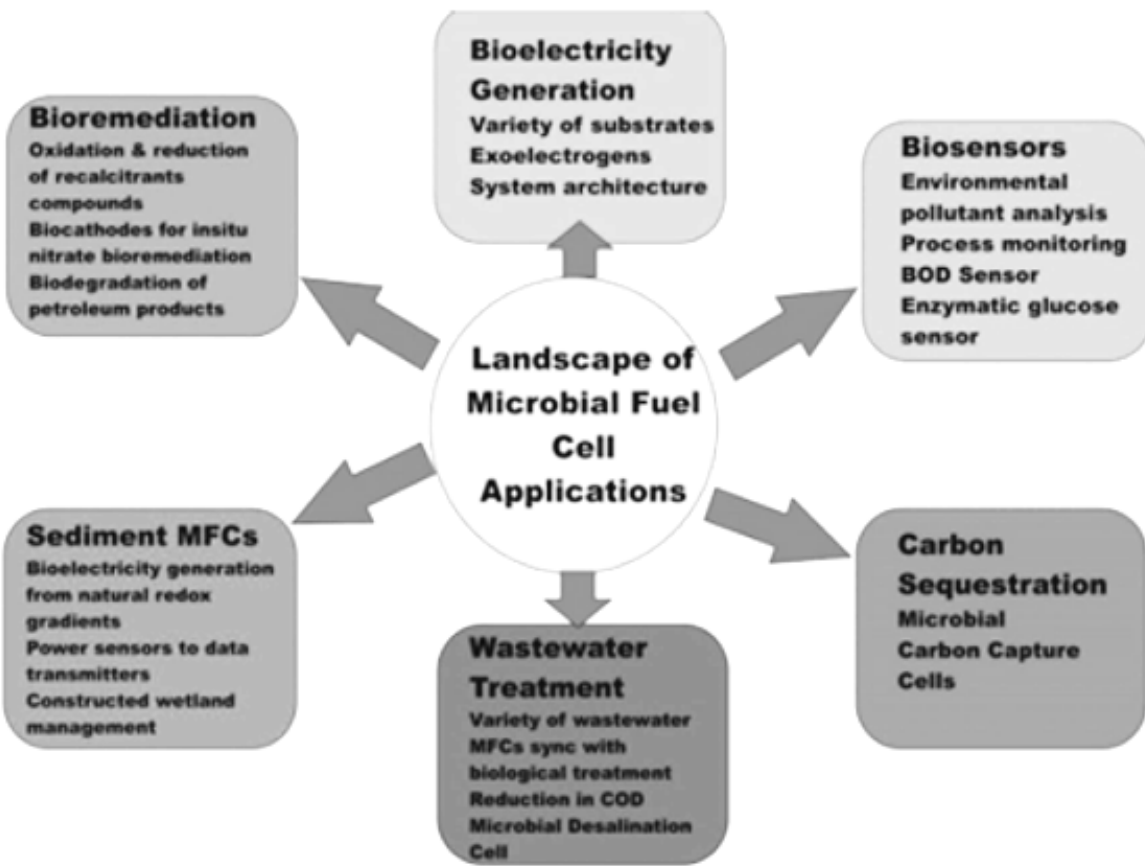 Bioelectricity
Generation
Variety of substrates
Exoelectrogens
System architecture
Bioremediation
Oxidation & reduction
of recalcitrants
compounds
Biocathodes for insitu
nitrate bioremediation
Biodegradation of
petroleum products
Biosensors
Environmental
pollutant analysis
Process monitoring
BOD Sensor
Enzymatic glucose
sensor
Landscape of
Microbial Fuel
Cell
Applications
Sediment MFCs
Bioelectricity generation
from natural redox
gradients
Power sensors to data
transmitters
Constructed wetland
management
Carbon
Sequestration
Microbial
Carbon Capture
Cells
Wastewater
Treatment
Variety of wastewater
MFCs sync with
biological treatment
Reduction in COD
Microbial Desalination
Cell